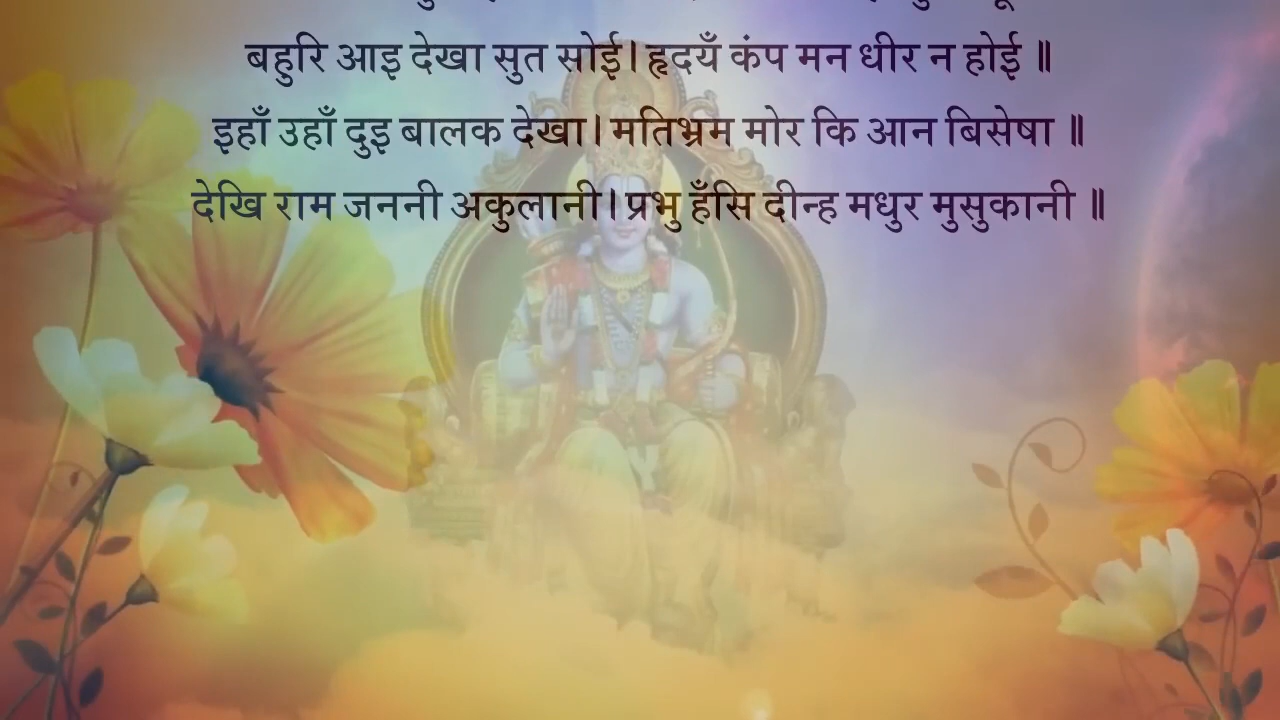 बहुरि आइ देखा सुत सोई। हृदयँ कंप मन धीर न होई ॥
इहाँ उहाँ दुइ बालक देखा। मतिभ्रम मोर कि आन बिसेषा ॥
देखि राम जननी अकुलानी। प्रभु हँसि दीन्ह मधुर मुसुकानी ॥